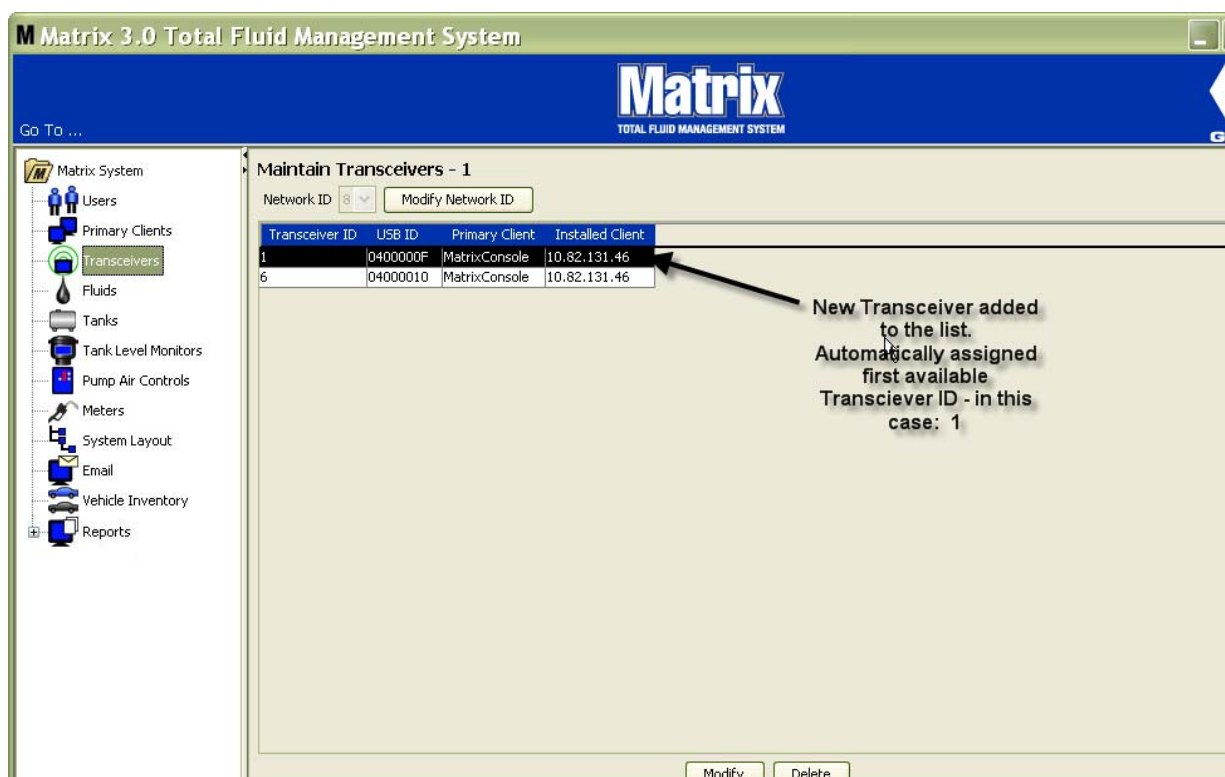 M Matrix 3.0 Total Fluid Management System
Matrix
TOTAL FLUID MANAGEMENT SYSTEM
Go To ...
G
Matrix System
Users
Primary Clients
Transceivers
Fluids
Tanks
Tank Level Monitors
Pump Air Controls
Meters
System Layout
Email
Vehicle Inventory
Reports
Maintain Transceivers - 1
Network ID 8 Modify Network ID
Transceiver ID USB ID Primary Client Installed Client
1 0400000F MatrixConsole 10.82.131.46
6 04000010 MatrixConsole 10.82.131.46
New Transceiver added
to the list.
Automatically assigned
first available
Transciever ID - in this
case: 1
Modify Delete